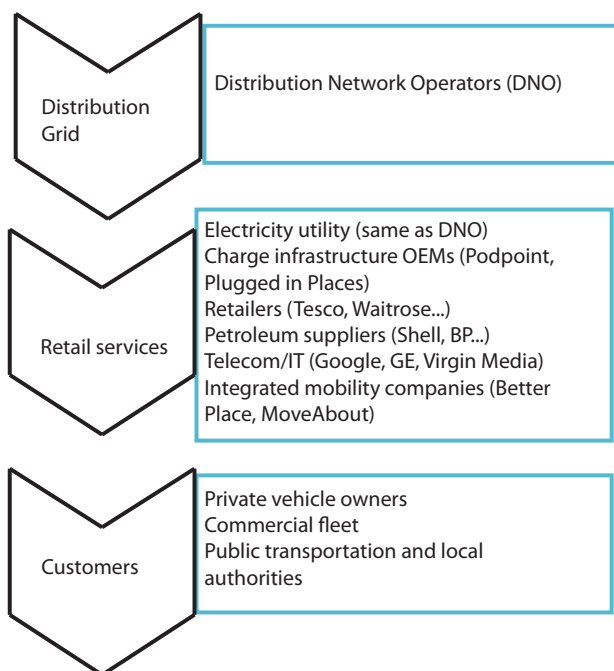 Distribution
Grid
Distribution Network Operators (DNO)
Retail services
Electricity utility (same as DNO)
Charge infrastructure OEMs (Podpoint,
Plugged in Places)
Retailers (Tesco, Waitrose...)
Petroleum suppliers (Shell, BP...)
Telecom/IT (Google, GE, Virgin Media)
Integrated mobility companies (Better
Place, MoveAbout)
Customers
Private vehicle owners
Commercial fleet
Public transportation and local
authorities